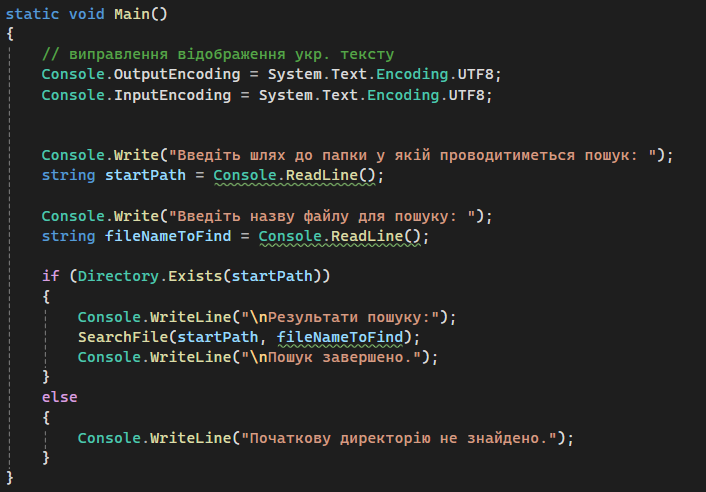 static void Main()
{
// виправлення відображення укр. тексту
Console.OutputEncoding = System.Text.Encoding.UTF8;
Console.InputEncoding = System.Text.Encoding.UTF8;
Console.Write("Введіть шлях до папки у якій проводитиметься пошук: ");
string startPath = Console.ReadLine();
Console.Write("Введіть назву файлу для пошуку: ");
string fileNameToFind = Console.ReadLine();
if (Directory.Exists(startPath))
{
Console.WriteLine("\nРезультати пошуку:");
SearchFile(startPath, fileNameToFind);
Console.WriteLine("\nПошук завершено.");
}
else
{
Console.WriteLine("Початкову директорію не знайдено.");
}
}